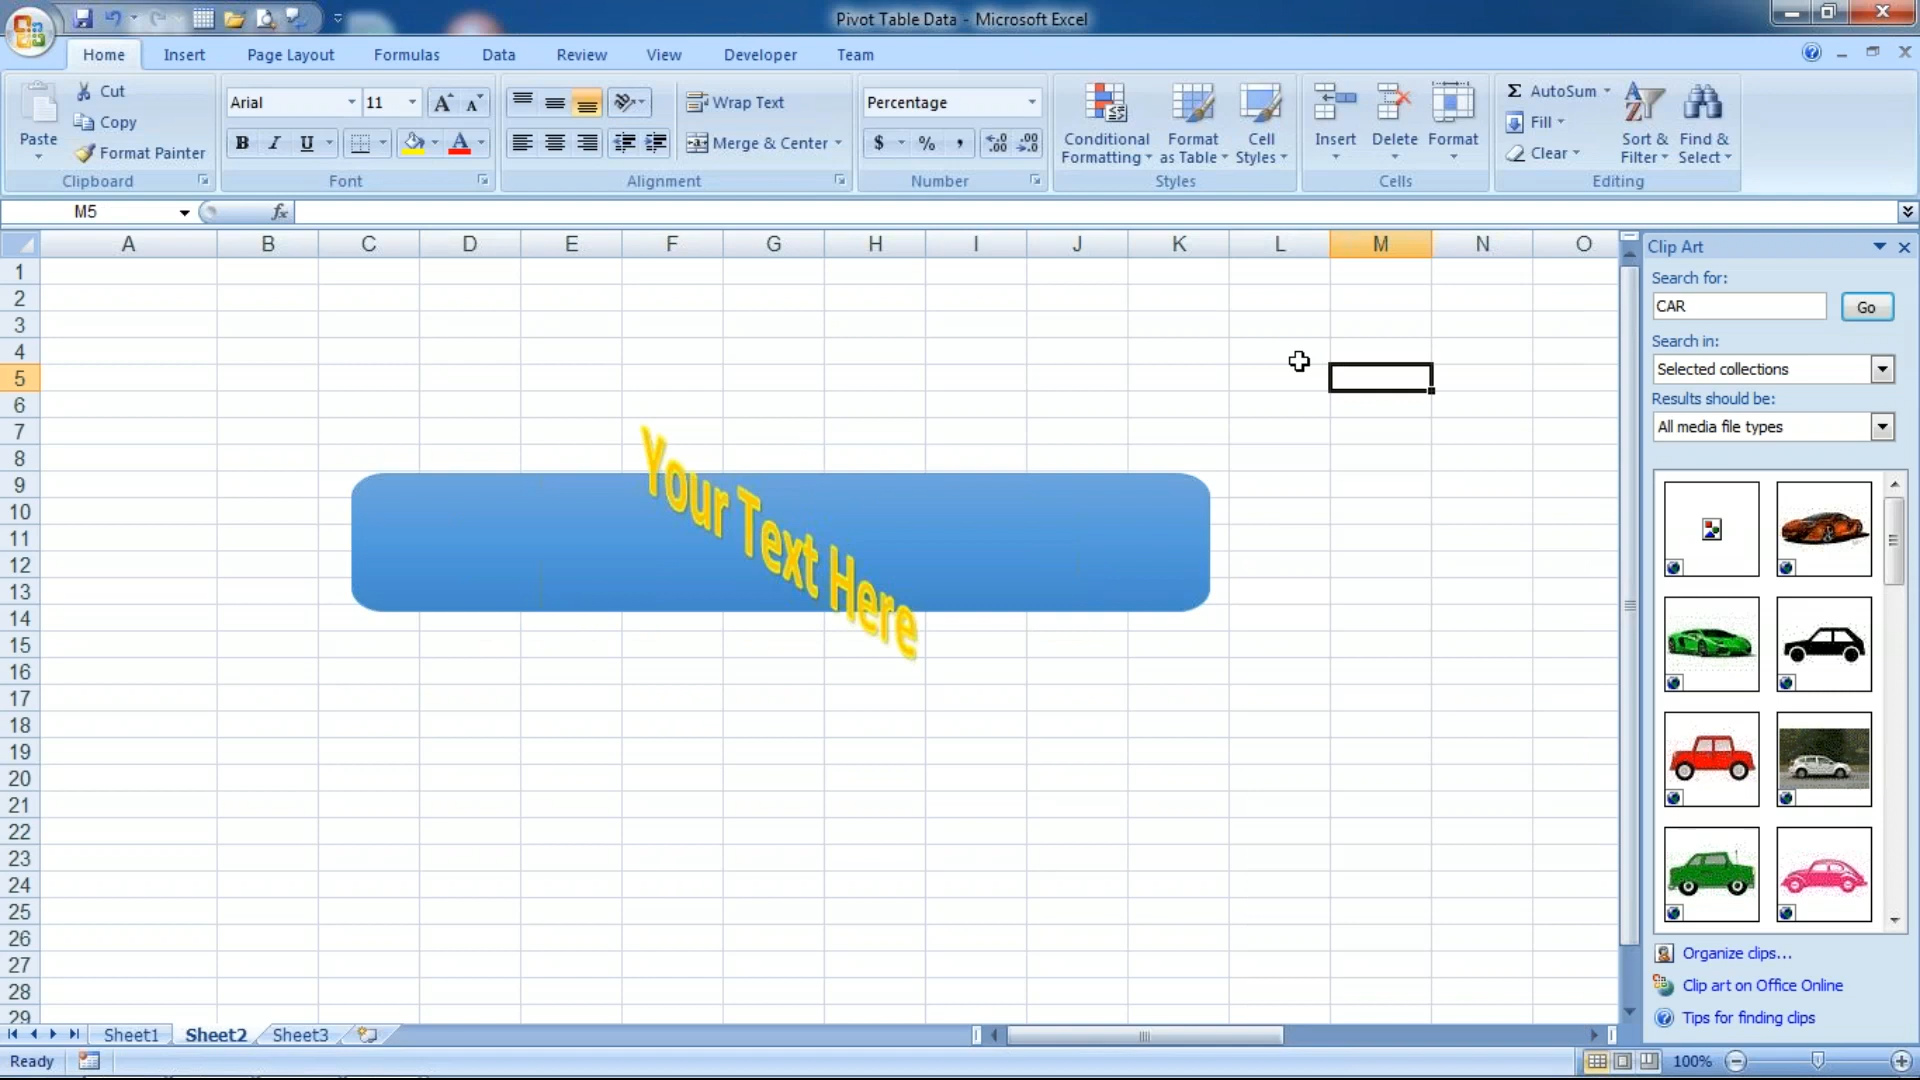 Pivot Table Data - Microsoft Excel
Home Insert Page Layout Formulas Data Review View Developer Team
Paste
Cut
Copy
Format Painter
Clipboard
Arial 11
B I U
Font
Wrap Text
Merge & Center
Alignment
Percentage
$ % ,
Number
Conditional Formatting
Format as Table
Cell Styles
Styles
Insert Delete Format
Cells
AutoSum
Fill
Clear
Sort & Filter
Find & Select
Editing
M5 fx
A B C D E F G H I J K L M N O
1
2
3
4
5
6
7
8
9
10
11
12
13
14
15
16
17
18
19
20
21
22
23
24
25
26
27
28
29
Your Text Here
Clip Art
Search for:
CAR Go
Search in:
Selected collections
Results should be:
All media file types
Organize clips...
Clip art on Office Online
Tips for finding clips
Sheet1 Sheet2 Sheet3
Ready 100%